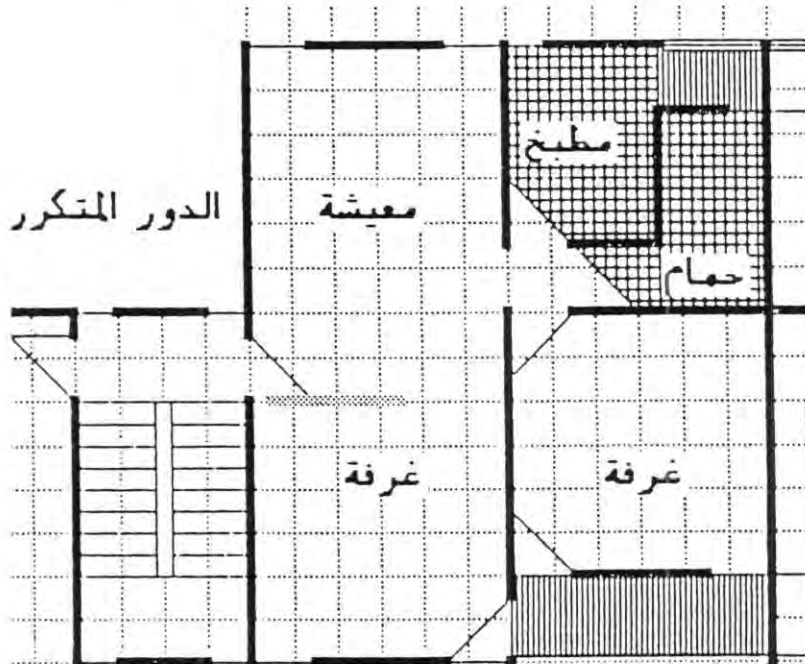 مطبخ
الدور المتكرر
معيشة
حمام
غرفة
غرفة